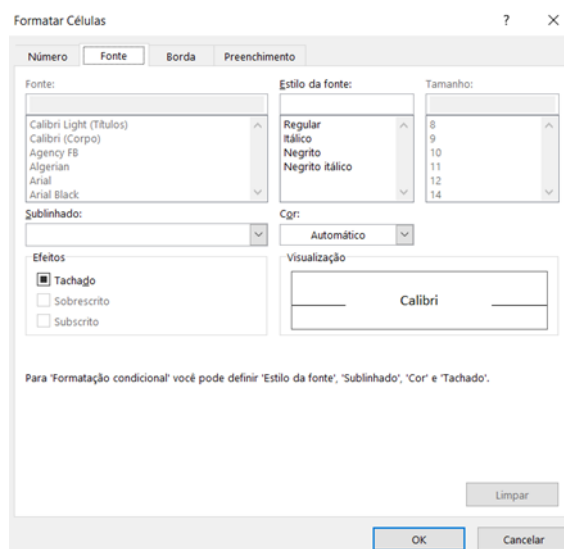 Formatar Células ? ×
Número Fonte Borda Preenchimento
Fonte: Estilo da fonte: Tamanho:
Calibri Light (Títulos) Regular 8
Calibri (Corpo) Itálico 9
Agency FB Negrito 10
Algerian Negrito itálico 11
Arial 12
Arial Black 14
Sublinhado: Cor:
Automático
Efeitos Visualização
Tachado
Sobrescrito Calibri
Subscrito
Para 'Formatação condicional' você pode definir 'Estilo da fonte', 'Sublinhado', 'Cor' e 'Tachado'.
Limpar
OK Cancelar